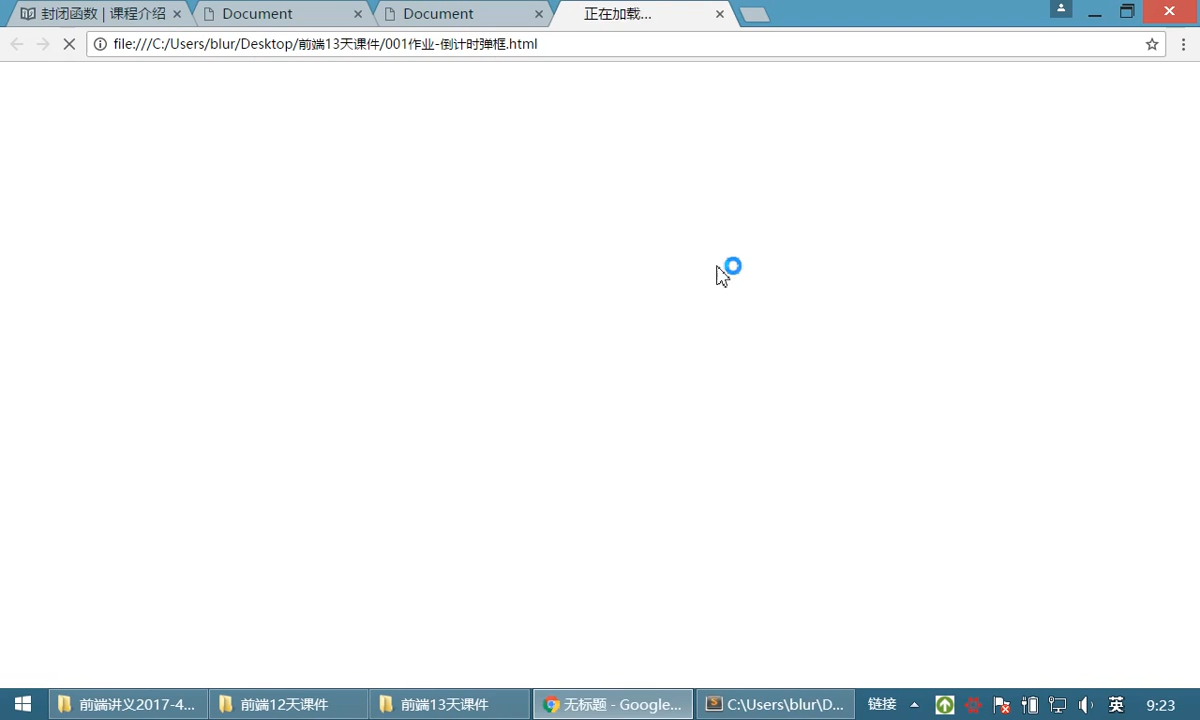 封闭函数 | 课程介绍
Document
Document
正在加载...
file:///C:/Users/blur/Desktop/前端13天课件/001作业-倒计时弹框.html
前端讲义2017-4...
前端12天课件
前端13天课件
无标题 - Google...
C:\Users\blur\D...
链接
英
9:23